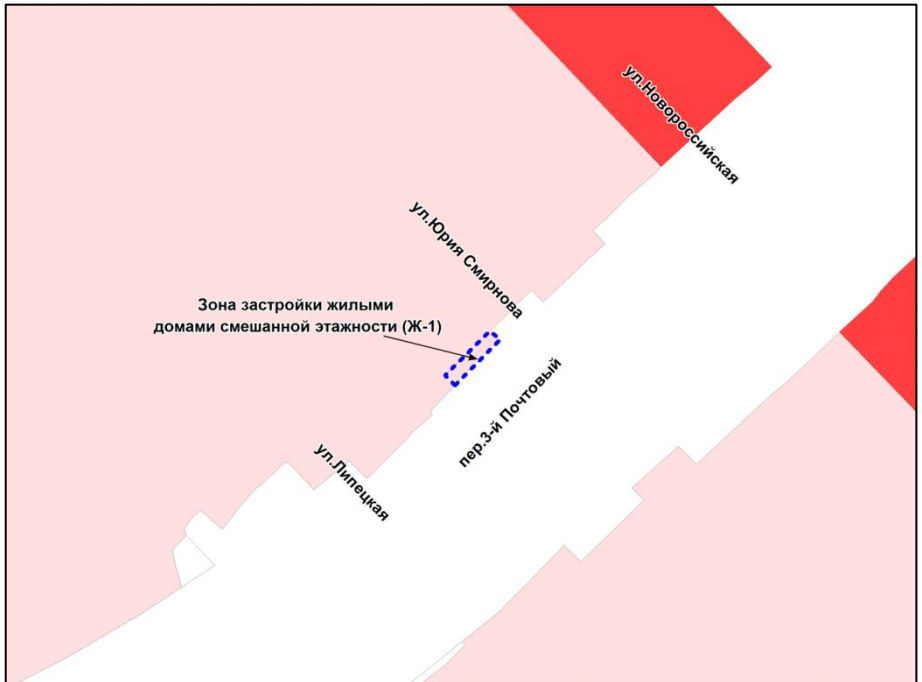 ул.Новороссийская
ул.Юрия Смирнова
Зона застройки жилыми
домами смешанной этажности (Ж-1)
пер.3-й Почтовый
ул.Липецкая